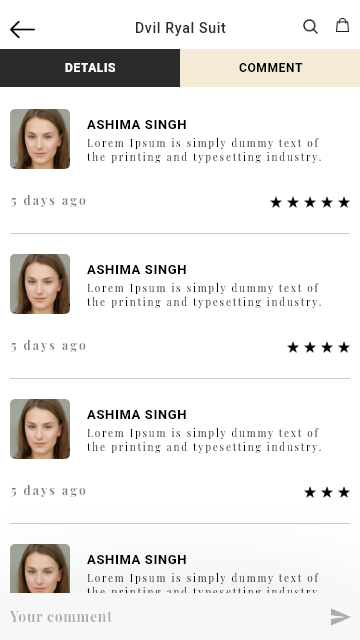 Dvil Ryal Suit
DETALIS
COMMENT
ASHIMA SINGH
Lorem Ipsum is simply dummy text of
the printing and typesetting industry.
5 days ago
ASHIMA SINGH
Lorem Ipsum is simply dummy text of
the printing and typesetting industry.
5 days ago
ASHIMA SINGH
Lorem Ipsum is simply dummy text of
the printing and typesetting industry.
5 days ago
ASHIMA SINGH
Lorem Ipsum is simply dummy text of
the printing and typesetting industry.
Your comment